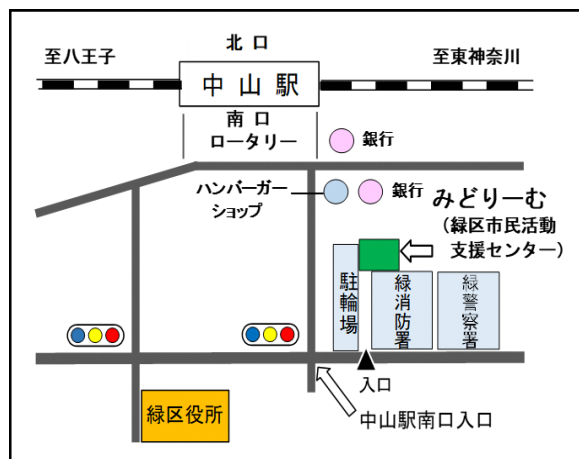 北口
至八王子
至東神奈川
中山駅
南口
ロータリー
銀行
ハンバーガー
ショップ
銀行
みどりーむ
（緑区市民活動
支援センター）
駐輪場
緑消防署
緑警察署
入口
緑区役所
中山駅南口入口